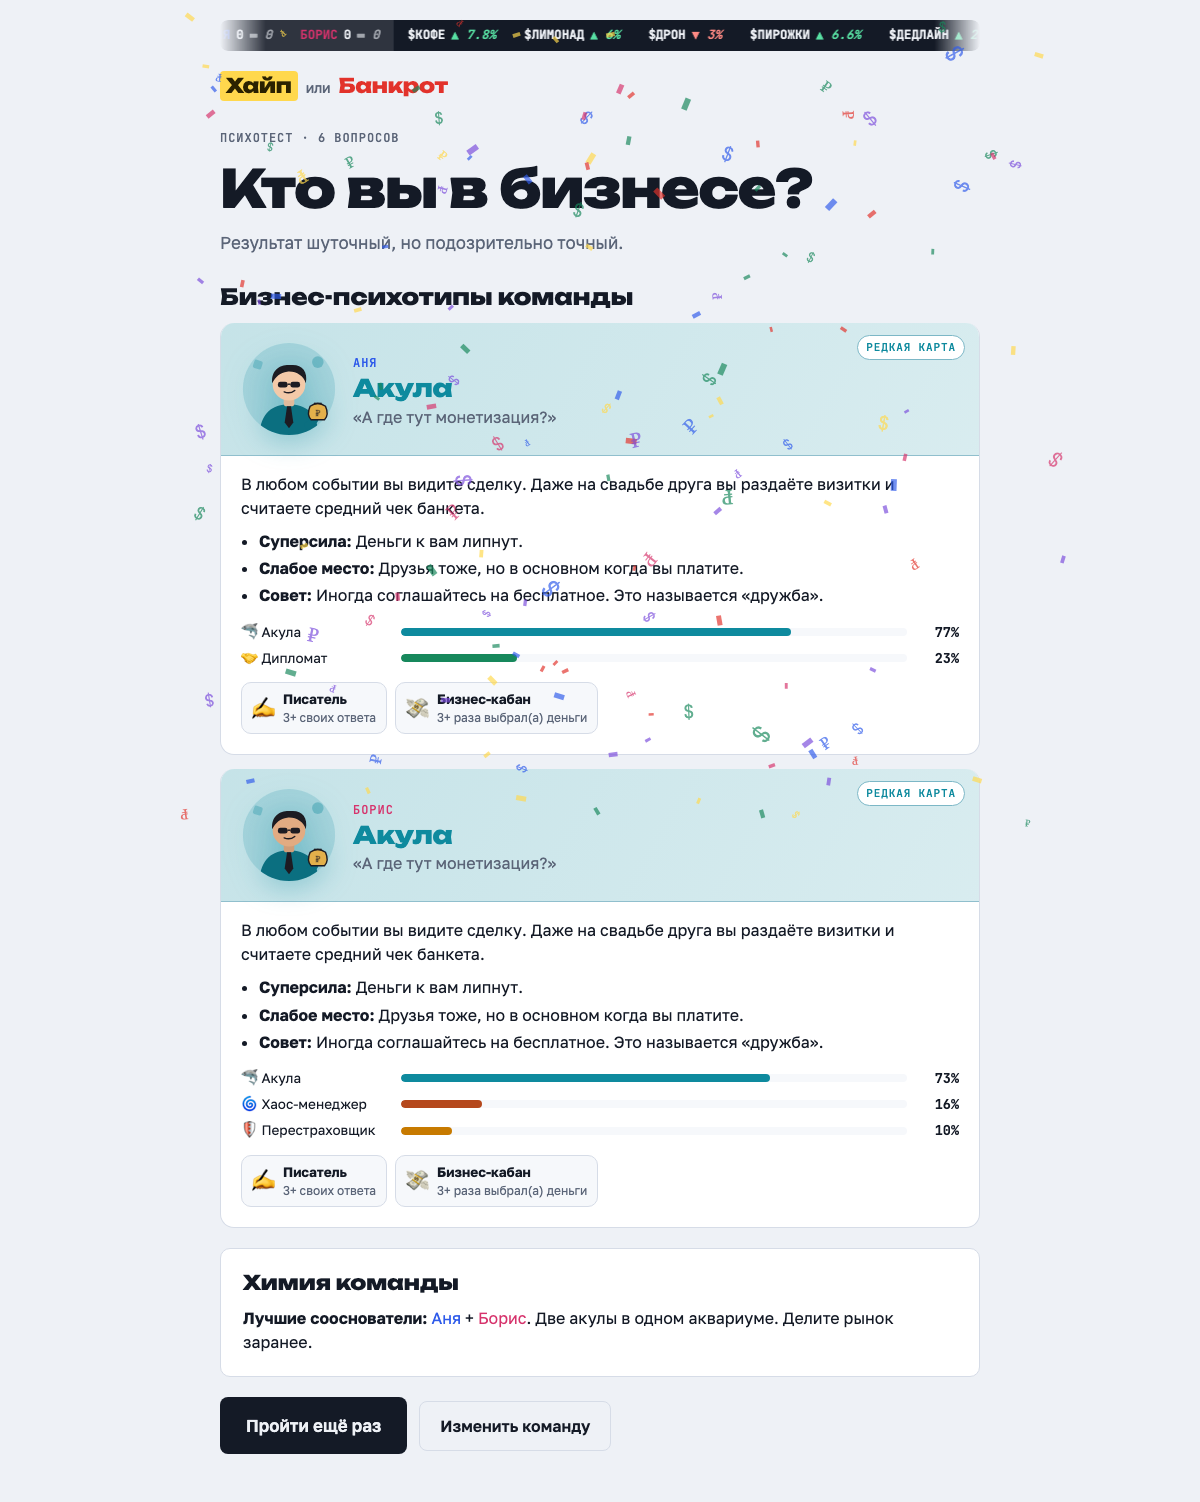 0 = 0 БОРИС 0 = 0 $КОФЕ ▲ 7.8% $ЛИМОНАД ▲ 6% $ДРОН ▼ 3% $ПИРОЖКИ ▲ 6.6% $ДЕДЛАЙН ▲
Хайп или Банкрот
ПСИХОТЕСТ · 6 ВОПРОСОВ
Кто вы в бизнесе?
Результат шуточный, но подозрительно точный.
Бизнес-психотипы команды
РЕДКАЯ КАРТА
АНЯ
Акула
«А где тут монетизация?»
В любом событии вы видите сделку. Даже на свадьбе друга вы раздаёте визитки и
считаете средний чек банкета.
• Суперсила: Деньги к вам липнут.
• Слабое место: Друзья тоже, но в основном когда вы платите.
• Совет: Иногда соглашайтесь на бесплатное. Это называется «дружба».
Акула 77%
Дипломат 23%
Писатель
3+ своих ответа
Бизнес-кабан
3+ раза выбрал(а) деньги
РЕДКАЯ КАРТА
БОРИС
Акула
«А где тут монетизация?»
В любом событии вы видите сделку. Даже на свадьбе друга вы раздаёте визитки и
считаете средний чек банкета.
• Суперсила: Деньги к вам липнут.
• Слабое место: Друзья тоже, но в основном когда вы платите.
• Совет: Иногда соглашайтесь на бесплатное. Это называется «дружба».
Акула 73%
Хаос-менеджер 16%
Перестраховщик 10%
Писатель
3+ своих ответа
Бизнес-кабан
3+ раза выбрал(а) деньги
Химия команды
Лучшие сооснователи: Аня + Борис. Две акулы в одном аквариуме. Делите рынок
заранее.
Пройти ещё раз
Изменить команду